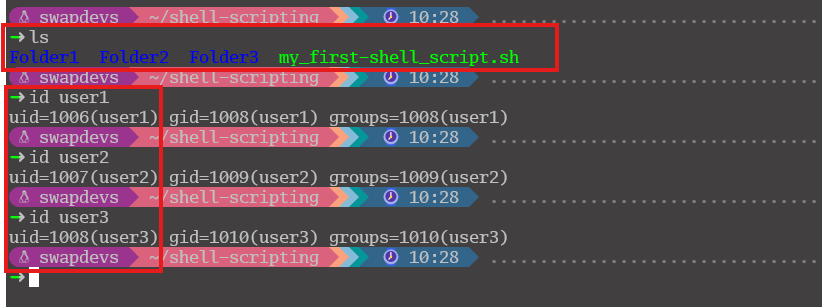 swapdevs ~/shell-scripting 10:28
➜ ls
Folder1 Folder2 Folder3 my_first-shell_script.sh
swapdevs ~/shell-scripting 10:28
➜ id user1
uid=1006(user1) gid=1008(user1) groups=1008(user1)
swapdevs ~/shell-scripting 10:28
➜ id user2
uid=1007(user2) gid=1009(user2) groups=1009(user2)
swapdevs ~/shell-scripting 10:28
➜ id user3
uid=1008(user3) gid=1010(user3) groups=1010(user3)
swapdevs ~/shell-scripting 10:28
➜